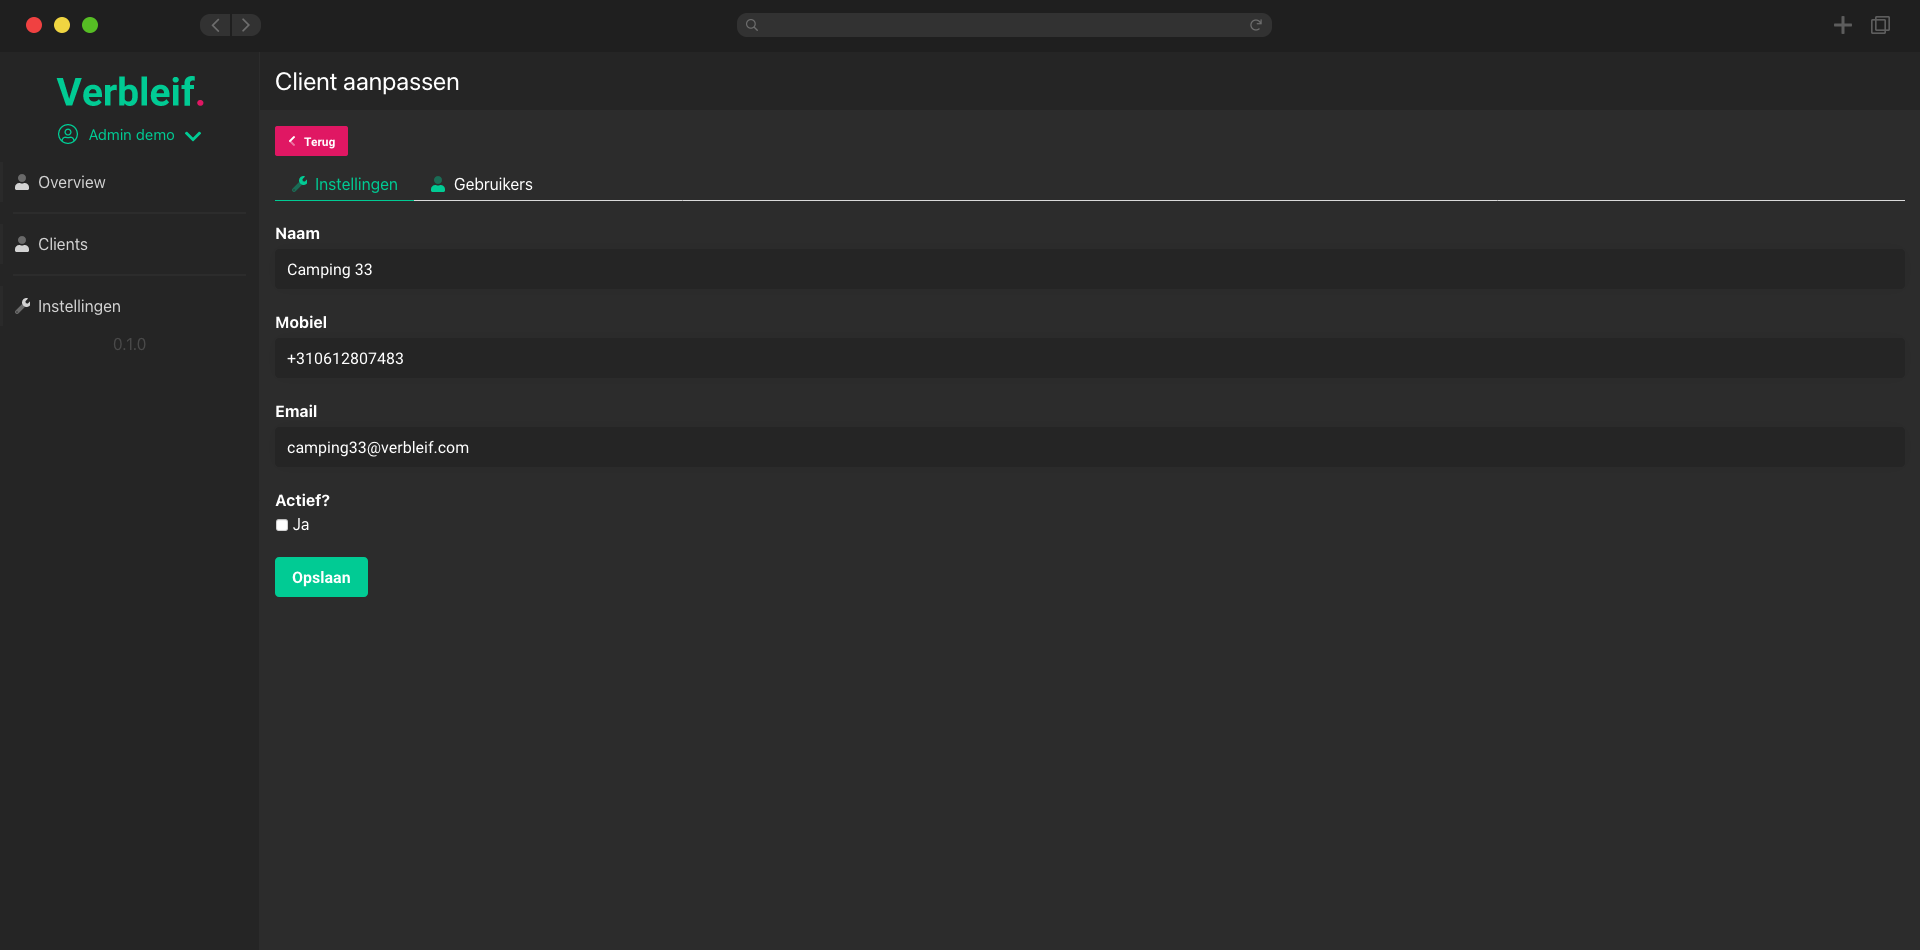 Verbleif.
Admin demo
Overview
Clients
Instellingen
0.1.0
Client aanpassen
Terug
Instellingen
Gebruikers
Naam
Camping 33
Mobiel
+310612807483
Email
camping33@verbleif.com
Actief?
Ja
Opslaan